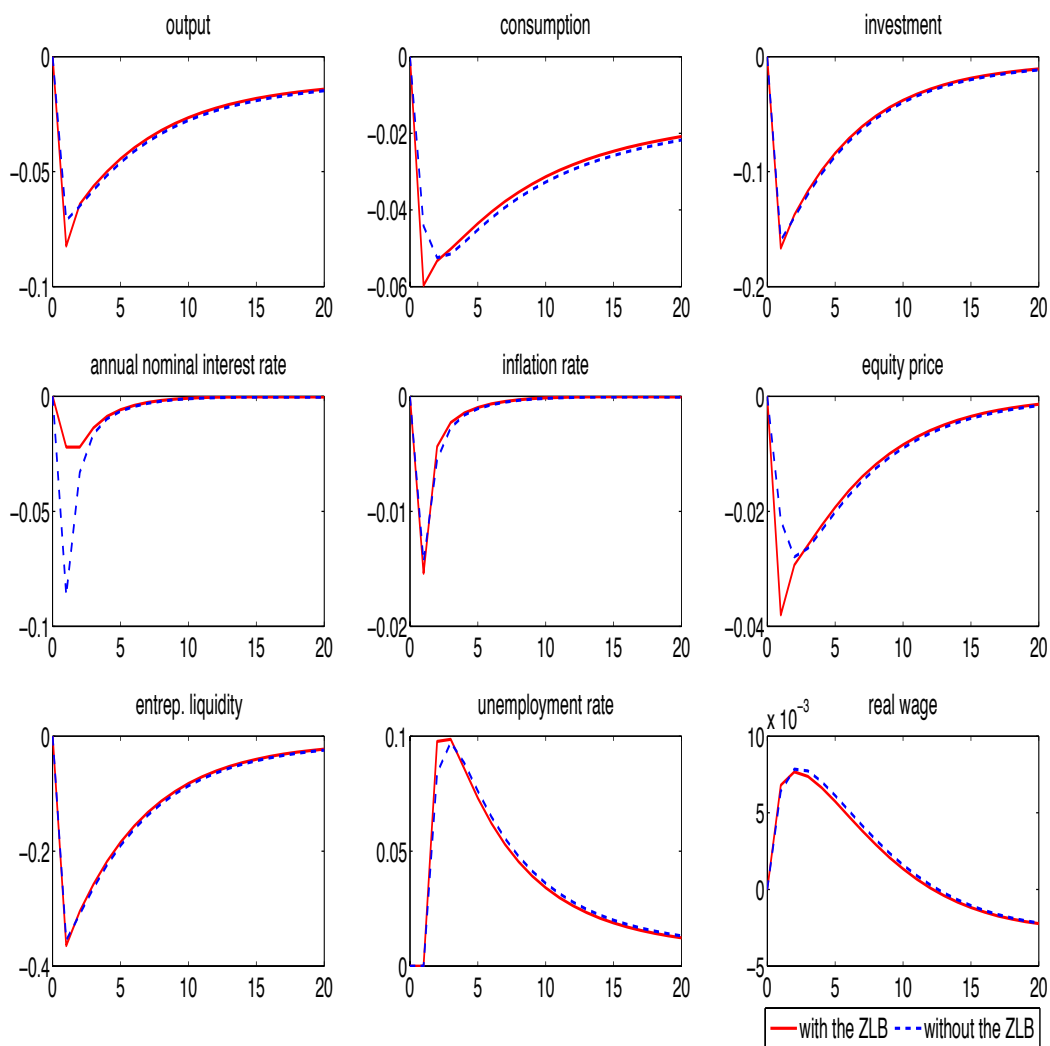 output consumption investment
0 0 0
−0.02
−0.05 −0.1
−0.04
−0.1 −0.06 −0.2
0 5 10 15 20 0 5 10 15 20 0 5 10 15 20
annual nominal interest rate inflation rate equity price
0 0 0
−0.05 −0.01 −0.02
−0.1 −0.02 −0.04
0 5 10 15 20 0 5 10 15 20 0 5 10 15 20
entrep. liquidity unemployment rate real wage
x 10⁻³
0 0.1 10
5
−0.2 0.05
0
−0.4 0 −5
0 5 10 15 20 0 5 10 15 20 0 5 10 15 20
with the ZLB without the ZLB